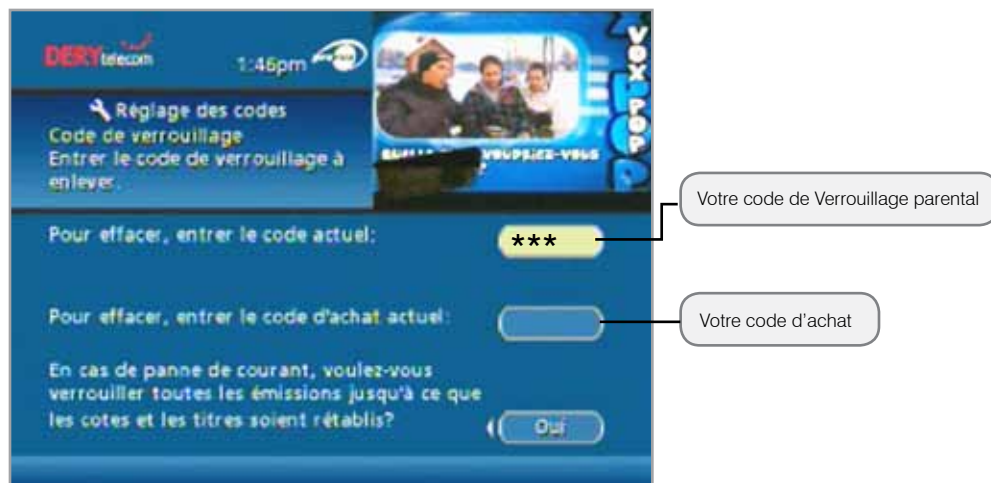 DERYtelecom
1:46pm
VOX POP
Réglage des codes
Code de verrouillage
Entrer le code de verrouillage à
enlever.
Pour effacer, entrer le code actuel:
***
Votre code de Verrouillage parental
Pour effacer, entrer le code d'achat actuel:
Votre code d'achat
En cas de panne de courant, voulez-vous
verrouiller toutes les émissions jusqu'à ce que
les cotes et les titres soient rétablis?
Oui